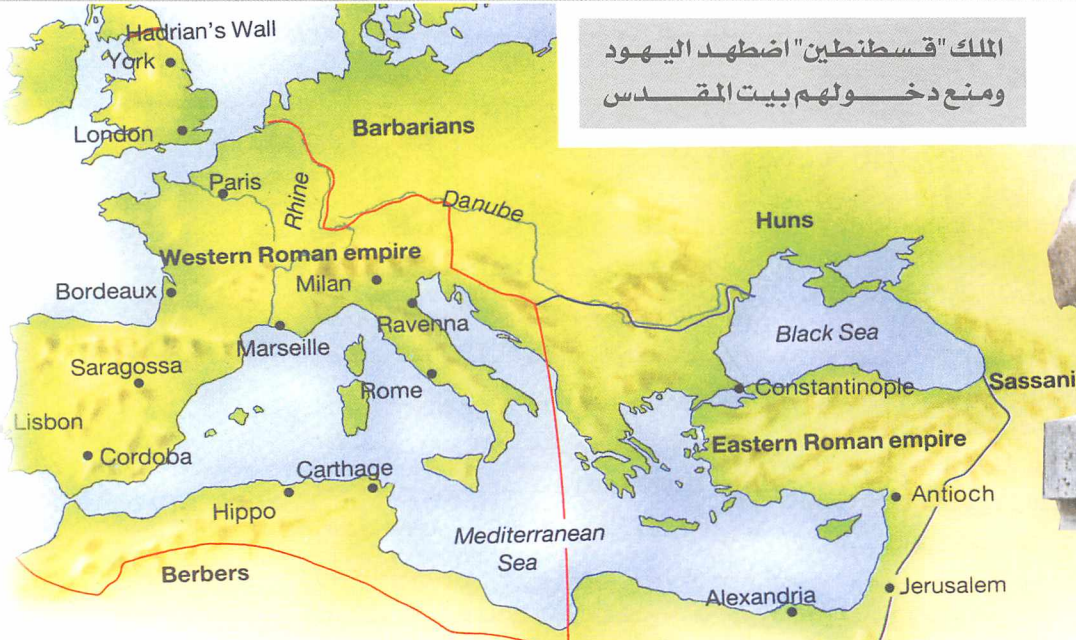 الملك "قسطنطين" اضطهد اليهود
ومنع دخولهم بيت المقدس
Hadrian's Wall
York
London
Barbarians
Paris
Rhine
Danube
Huns
Western Roman empire
Milan
Bordeaux
Ravenna
Black Sea
Marseille
Saragossa
Rome
Constantinople
Sassani
Lisbon
Eastern Roman empire
Cordoba
Carthage
Antioch
Hippo
Mediterranean
Sea
Berbers
Jerusalem
Alexandria